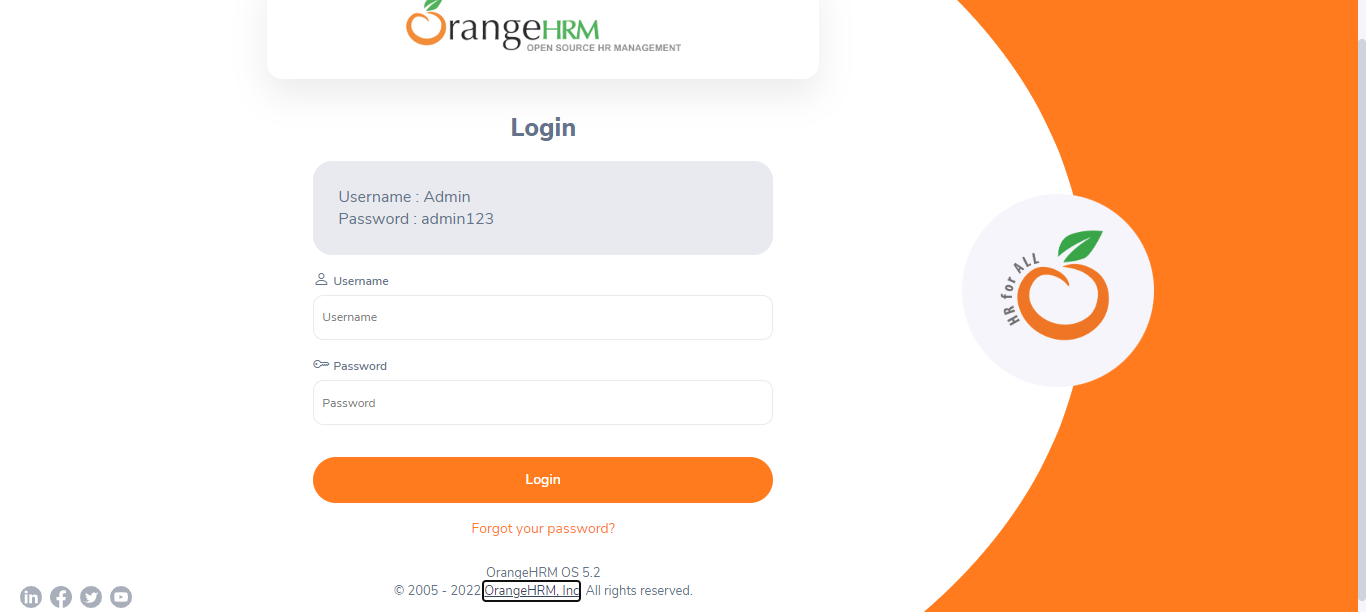 OrangeHRM
OPEN SOURCE HR MANAGEMENT
Login
Username : Admin
Password : admin123
Username
Username
Password
Password
Login
Forgot your password?
OrangeHRM OS 5.2
© 2005 - 2022 OrangeHRM, Inc. All rights reserved.
HR for ALL
in